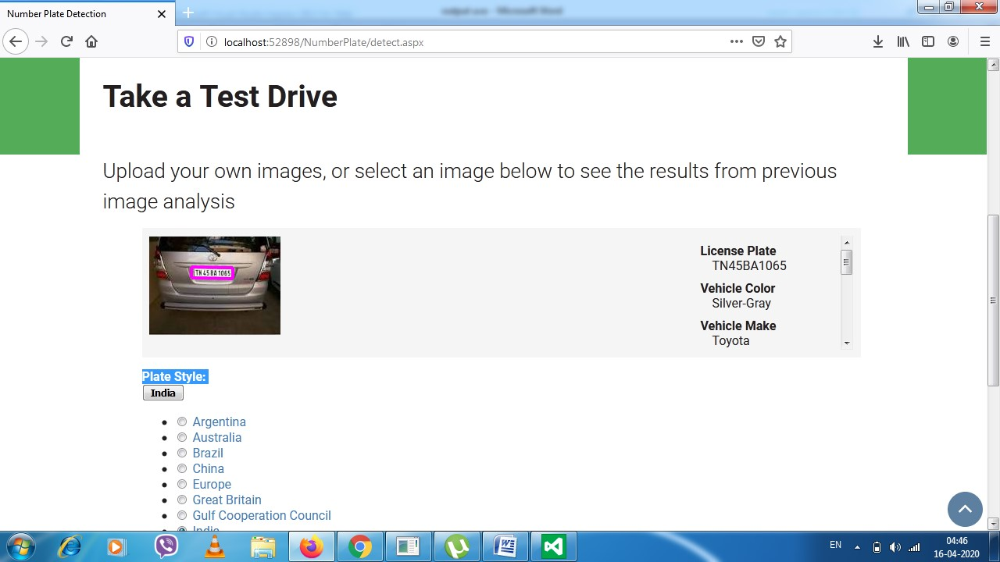 Number Plate Detection
localhost:52898/NumberPlate/detect.aspx
Take a Test Drive
Upload your own images, or select an image below to see the results from previous
image analysis
TN 45 BA 1065
License Plate
TN45BA1065
Vehicle Color
Silver-Gray
Vehicle Make
Toyota
Plate Style:
India
Argentina
Australia
Brazil
China
Europe
Great Britain
Gulf Cooperation Council
India
EN
04:46
16-04-2020